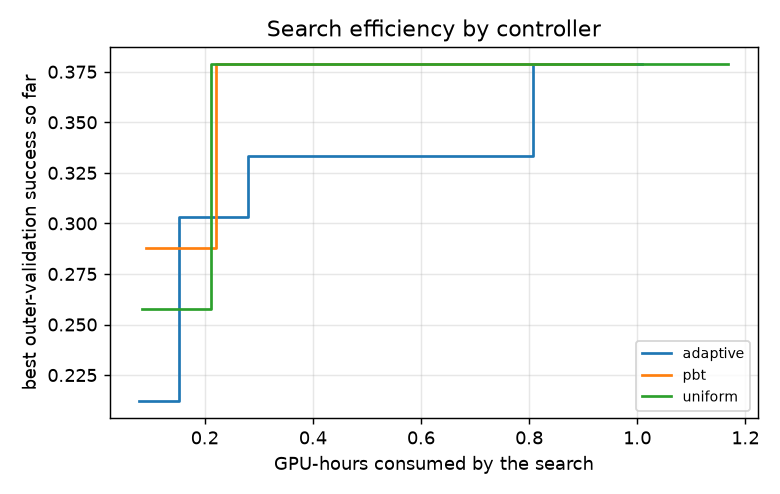 Search efficiency by controller
best outer-validation success so far
0.375
0.350
0.325
0.300
0.275
0.250
0.225
adaptive
pbt
uniform
0.2 0.4 0.6 0.8 1.0 1.2
GPU-hours consumed by the search